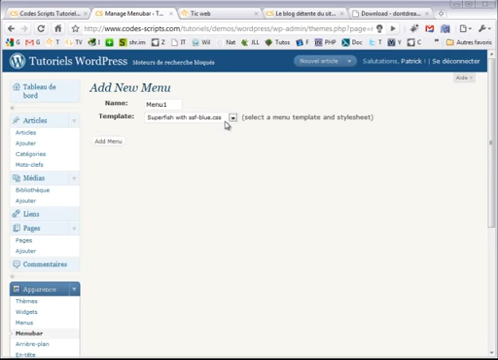 Codes Scripts Tutoriel...
Manage Menubar - T...
Tic web
Le blog détente du sit...
Download - dontdrea...
http://www.codes-scripts.com/tutoriels/demos/wordpress/wp-admin/themes.php?page=
Autres favoris
Tutoriels WordPress
Moteurs de recherche bloqués
Nouvel article
Salutations, Patrick ! | Se déconnecter
Aide
Tableau de bord
Add New Menu
Name: Menu1
Template: Superfish with ssf-blue.css (select a menu template and stylesheet)
Add Menu
Articles
Articles
Ajouter
Catégories
Mots-clefs
Médias
Bibliothèque
Ajouter
Liens
Pages
Pages
Ajouter
Commentaires
Apparence
Thèmes
Widgets
Menus
Menubar
Arrière-plan
En-tête